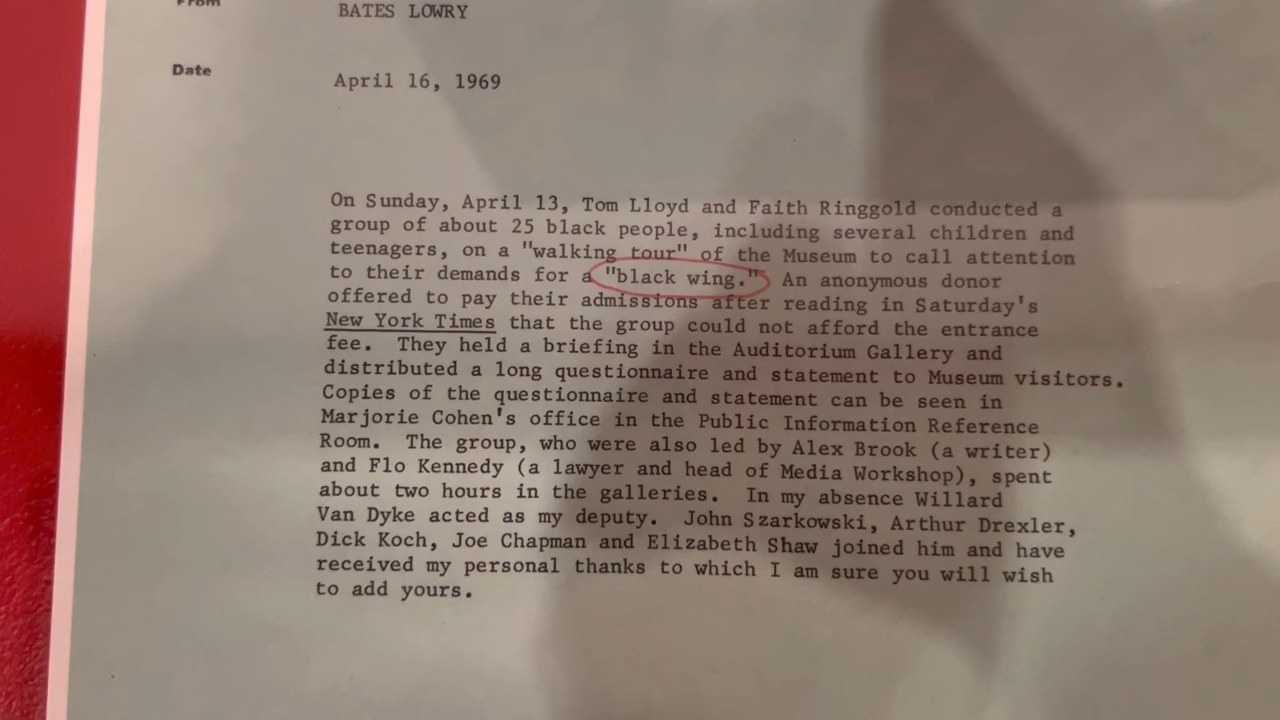 From
BATES LOWRY
Date
April 16, 1969
On Sunday, April 13, Tom Lloyd and Faith Ringgold conducted a
group of about 25 black people, including several children and
teenagers, on a "walking tour" of the Museum to call attention
to their demands for a "black wing." An anonymous donor
offered to pay their admissions after reading in Saturday's
New York Times that the group could not afford the entrance
fee. They held a briefing in the Auditorium Gallery and
distributed a long questionnaire and statement to Museum visitors.
Copies of the questionnaire and statement can be seen in
Marjorie Cohen's office in the Public Information Reference
Room. The group, who were also led by Alex Brook (a writer)
and Flo Kennedy (a lawyer and head of Media Workshop), spent
about two hours in the galleries. In my absence Willard
Van Dyke acted as my deputy. John Szarkowski, Arthur Drexler,
Dick Koch, Joe Chapman and Elizabeth Shaw joined him and have
received my personal thanks to which I am sure you will wish
to add yours.